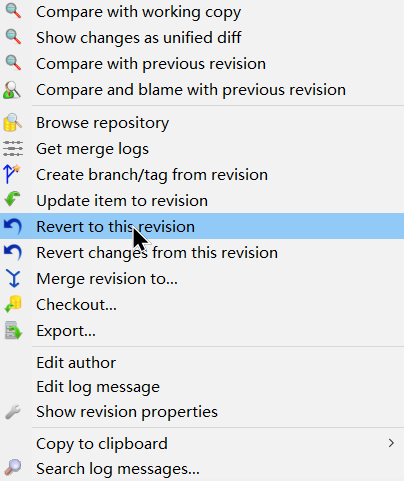 Compare with working copy
Show changes as unified diff
Compare with previous revision
Compare and blame with previous revision
Browse repository
Get merge logs
Create branch/tag from revision
Update item to revision
Revert to this revision
Revert changes from this revision
Merge revision to...
Checkout...
Export...
Edit author
Edit log message
Show revision properties
Copy to clipboard
Search log messages...